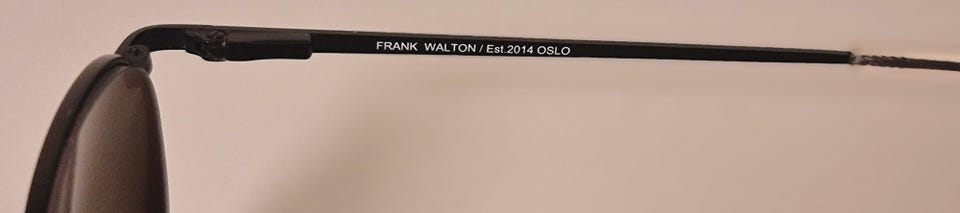 FRANK WALTON / Est.2014 OSLO